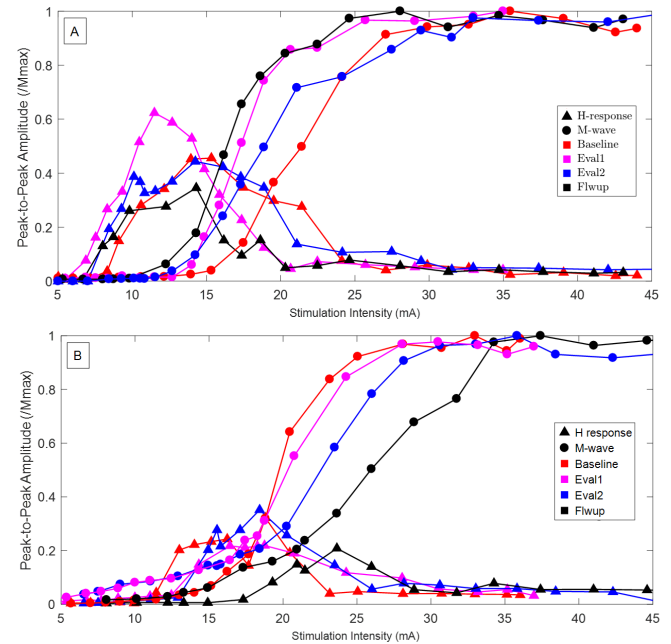 A
Peak-to-Peak Amplitude (/Mmax)
1
0.8
0.6
0.4
0.2
0
H-response
M-wave
Baseline
Eval1
Eval2
Flwup
5 10 15 20 25 30 35 40 45
Stimulation Intensity (mA)
B
Peak-to-Peak Amplitude (/Mmax)
1
0.8
0.6
0.4
0.2
0
H response
M-wave
Baseline
Eval1
Eval2
Flwup
5 10 15 20 25 30 35 40 45
Stimulation Intensity (mA)